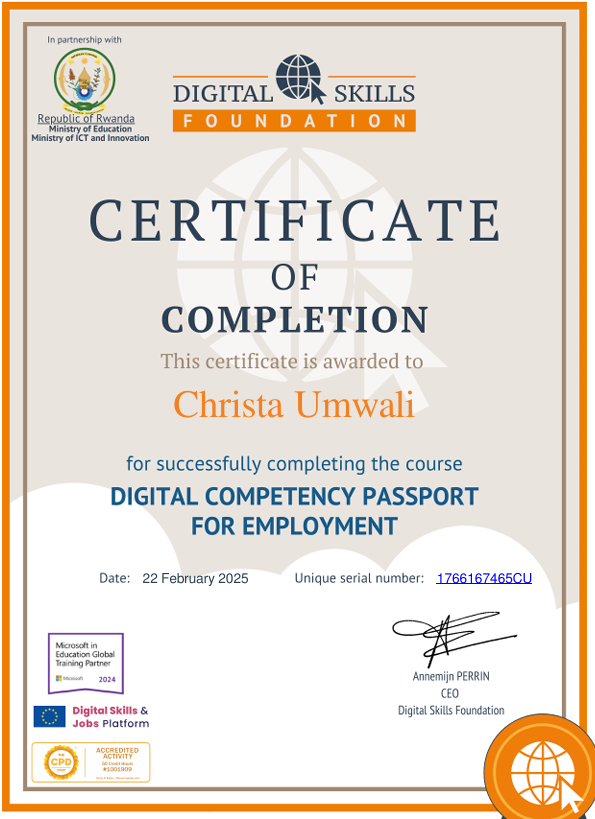 In partnership with
Republic of Rwanda
Ministry of Education
Ministry of ICT and Innovation
DIGITAL SKILLS
FOUNDATION
CERTIFICATE
OF
COMPLETION
This certificate is awarded to
Christa Umwali
for successfully completing the course
DIGITAL COMPETENCY PASSPORT
FOR EMPLOYMENT
Date: 22 February 2025 Unique serial number: 1766167465CU
Microsoft in
Education Global
Training Partner
Microsoft 2024
Annemijn PERRIN
CEO
Digital Skills Foundation
Digital Skills &
Jobs Platform
CPD
ACCREDITED
ACTIVITY
#1001909